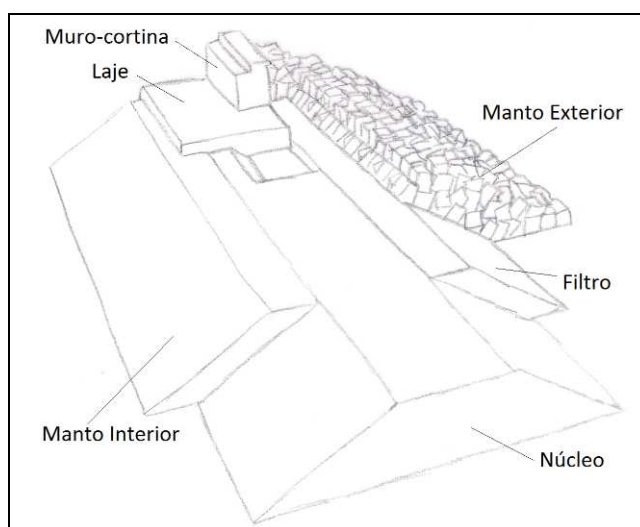 Muro-cortina
Laje
Manto Exterior
Filtro
Manto Interior
Núcleo